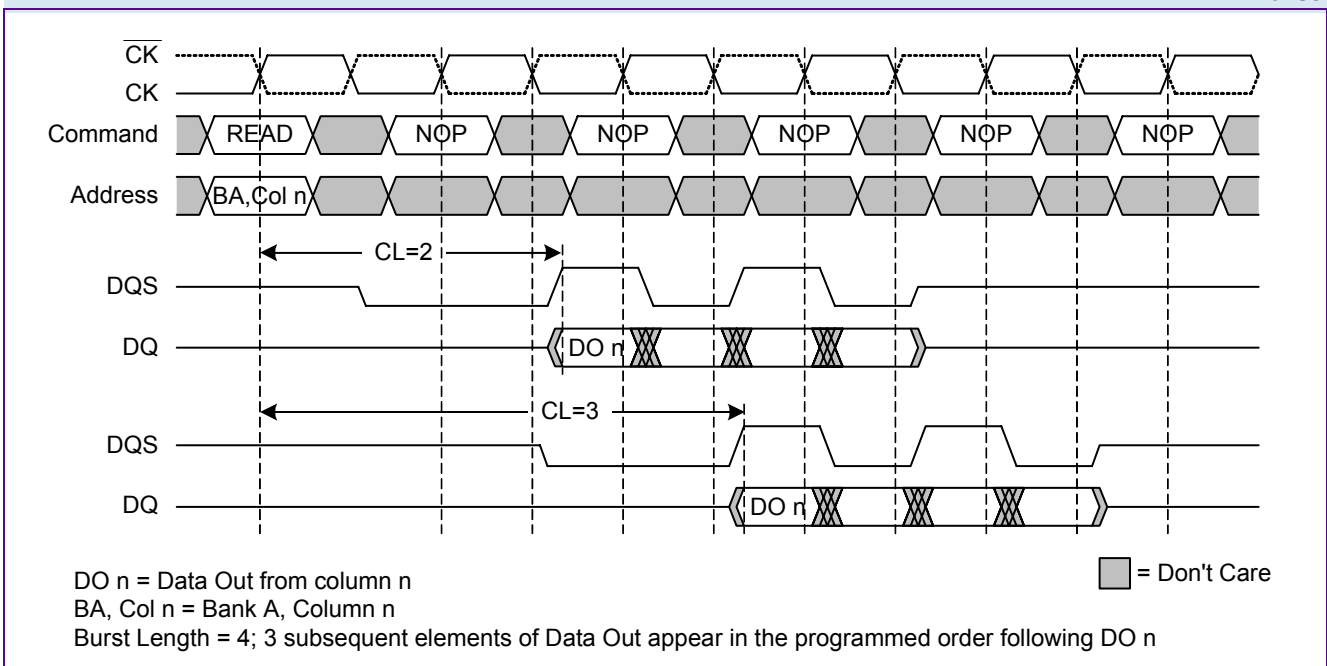 CK
CK
Command READ NOP NOP NOP NOP NOP
Address BA,Col n
CL=2
DQS
DQ DO n
CL=3
DQS
DQ DO n
DO n = Data Out from column n
= Don't Care
BA, Col n = Bank A, Column n
Burst Length = 4; 3 subsequent elements of Data Out appear in the programmed order following DO n